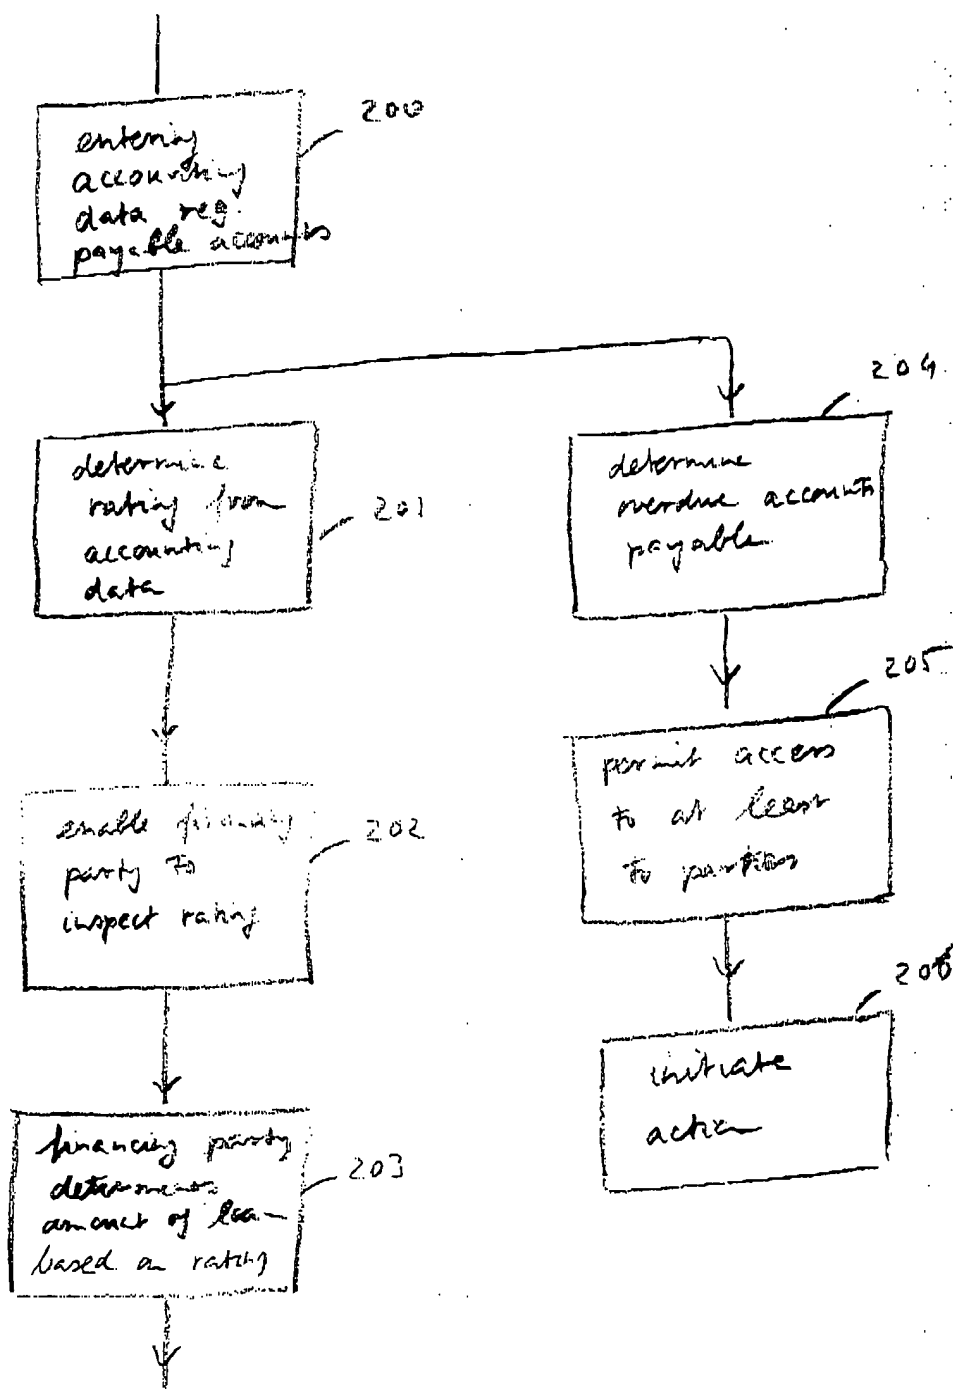 200
entering
accounting
data reg.
payable accounts
determine
rating from
accounting
data
201
enable financing
party to
inspect rating
202
financing party
determines
amount of loan
based on rating
203
204
determine
overdue accounts
payable
205
permit access
to at least
to partition
206
initiate
action